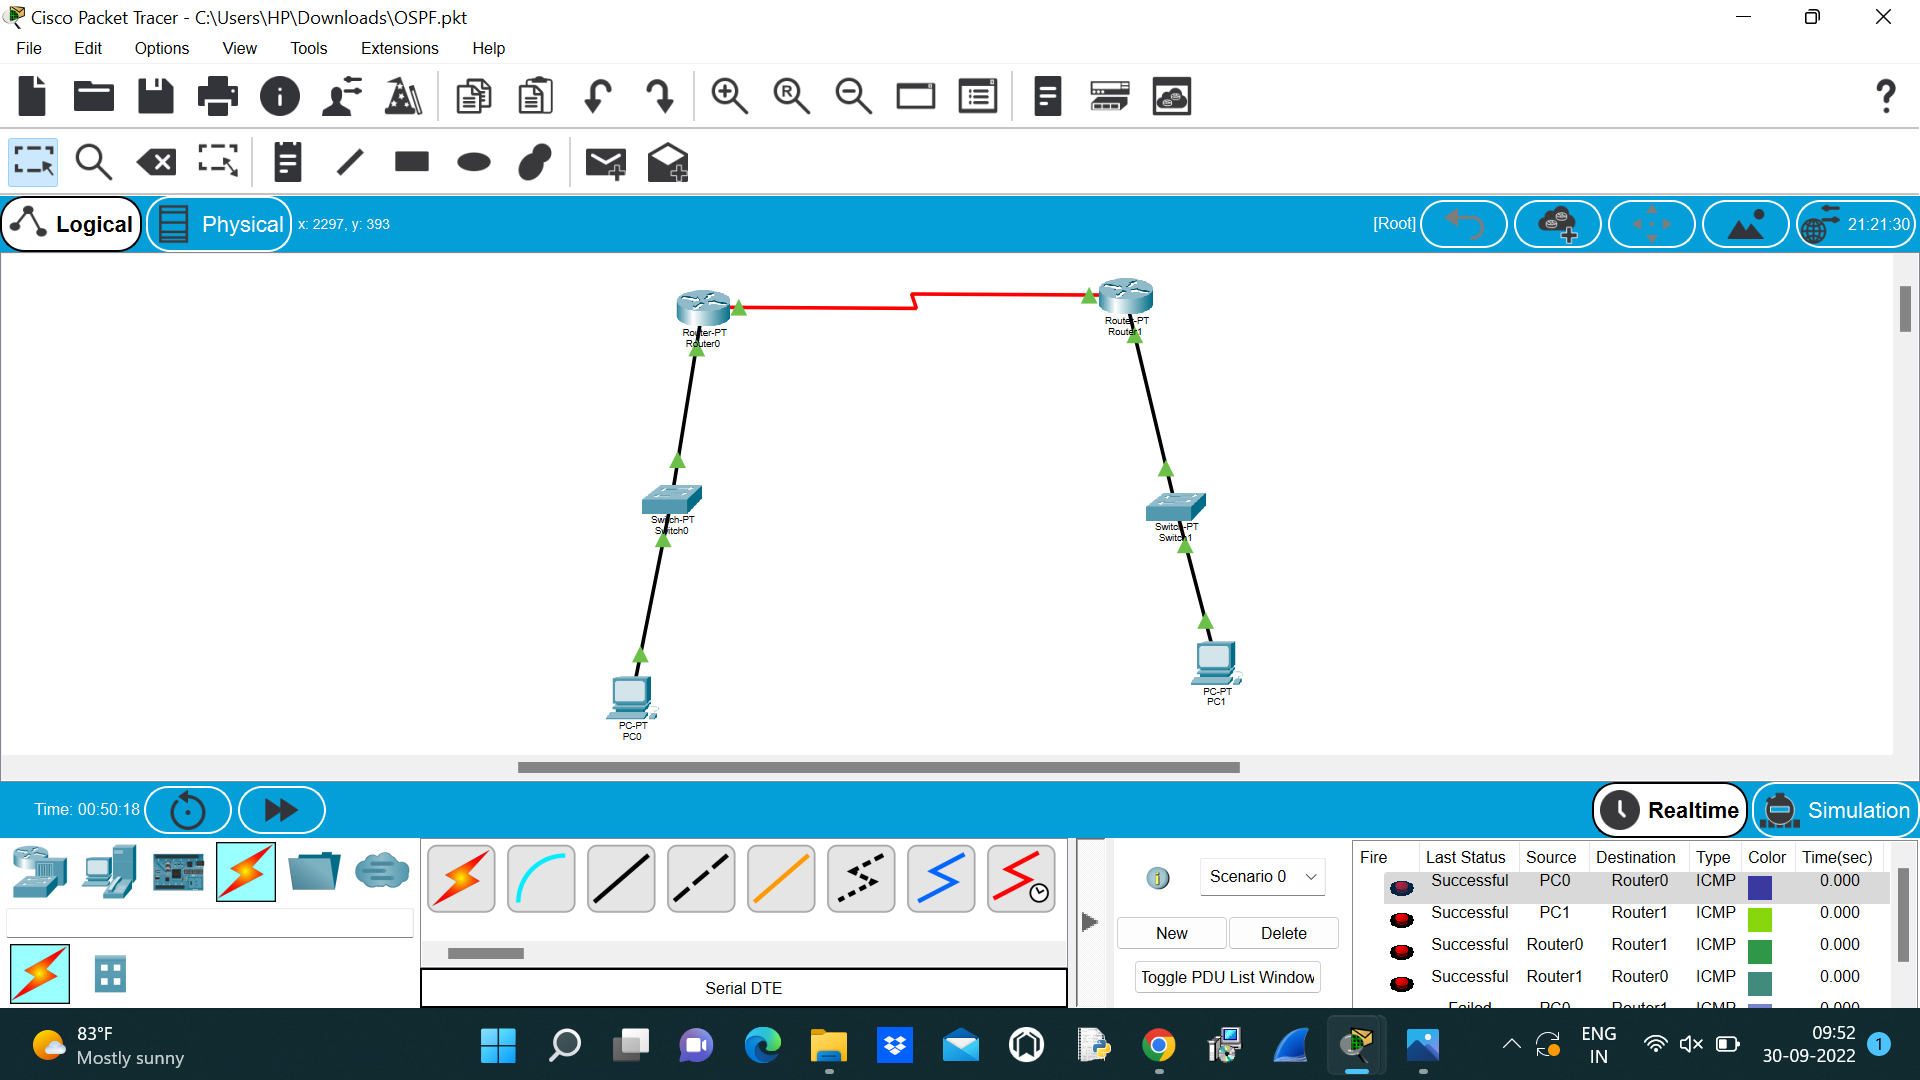 Cisco Packet Tracer - C:\Users\HP\Downloads\OSPF.pkt
File Edit Options View Tools Extensions Help
Logical Physical x: 2297, y: 393 [Root] 21:21:30
Router-PT
Router0
Router-PT
Router1
Switch-PT
Switch0
Switch-PT
Switch1
PC-PT
PC1
PC-PT
PC0
Time: 00:50:18 Realtime Simulation
Serial DTE
Scenario 0
New Delete
Toggle PDU List Window
Fire Last Status Source Destination Type Color Time(sec)
Successful PC0 Router0 ICMP 0.000
Successful PC1 Router1 ICMP 0.000
Successful Router0 Router1 ICMP 0.000
Successful Router1 Router0 ICMP 0.000
Failed PC0 Router1 ICMP 0.000
83°F
Mostly sunny
ENG
IN
09:52
30-09-2022
1